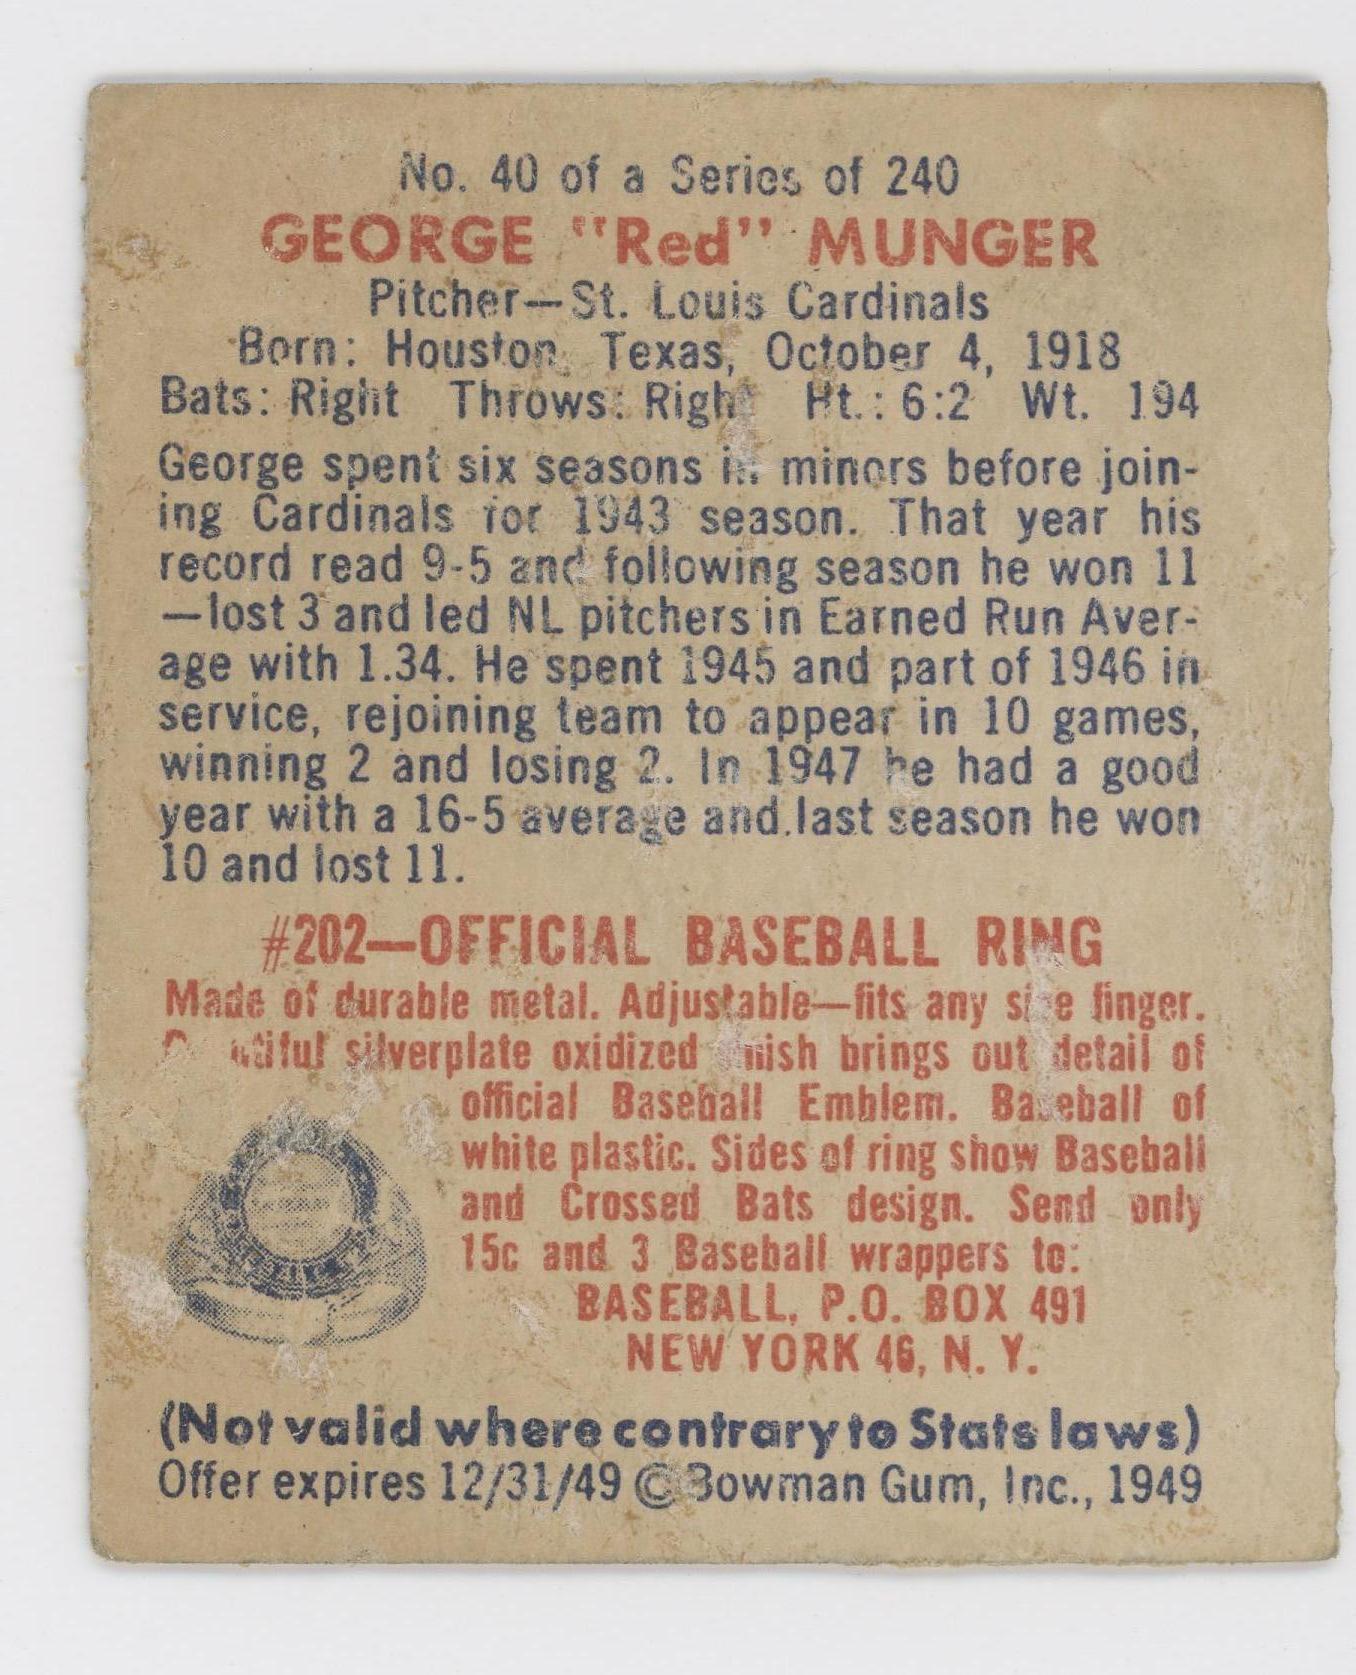 No. 40 of a Series of 240
GEORGE "Red" MUNGER
Pitcher—St. Louis Cardinals
Born: Houston, Texas, October 4, 1918
Bats: Right Throws: Right Ht.: 6:2 Wt. 194
George spent six seasons in minors before join-
ing Cardinals for 1943 season. That year his
record read 9-5 and following season he won 11
—lost 3 and led NL pitchers in Earned Run Aver-
age with 1.34. He spent 1945 and part of 1946 in
service, rejoining team to appear in 10 games,
winning 2 and losing 2. In 1947 he had a good
year with a 16-5 average and last season he won
10 and lost 11.
#202—OFFICIAL BASEBALL RING
Made of durable metal. Adjustable—fits any size finger.
Beautiful silverplate oxidized finish brings out detail of
official Baseball Emblem. Baseball of
white plastic. Sides of ring show Baseball
and Crossed Bats design. Send only
15c and 3 Baseball wrappers to:
BASEBALL, P.O. BOX 491
NEW YORK 46, N. Y.
(Not valid where contrary to State laws)
Offer expires 12/31/49 © Bowman Gum, Inc., 1949